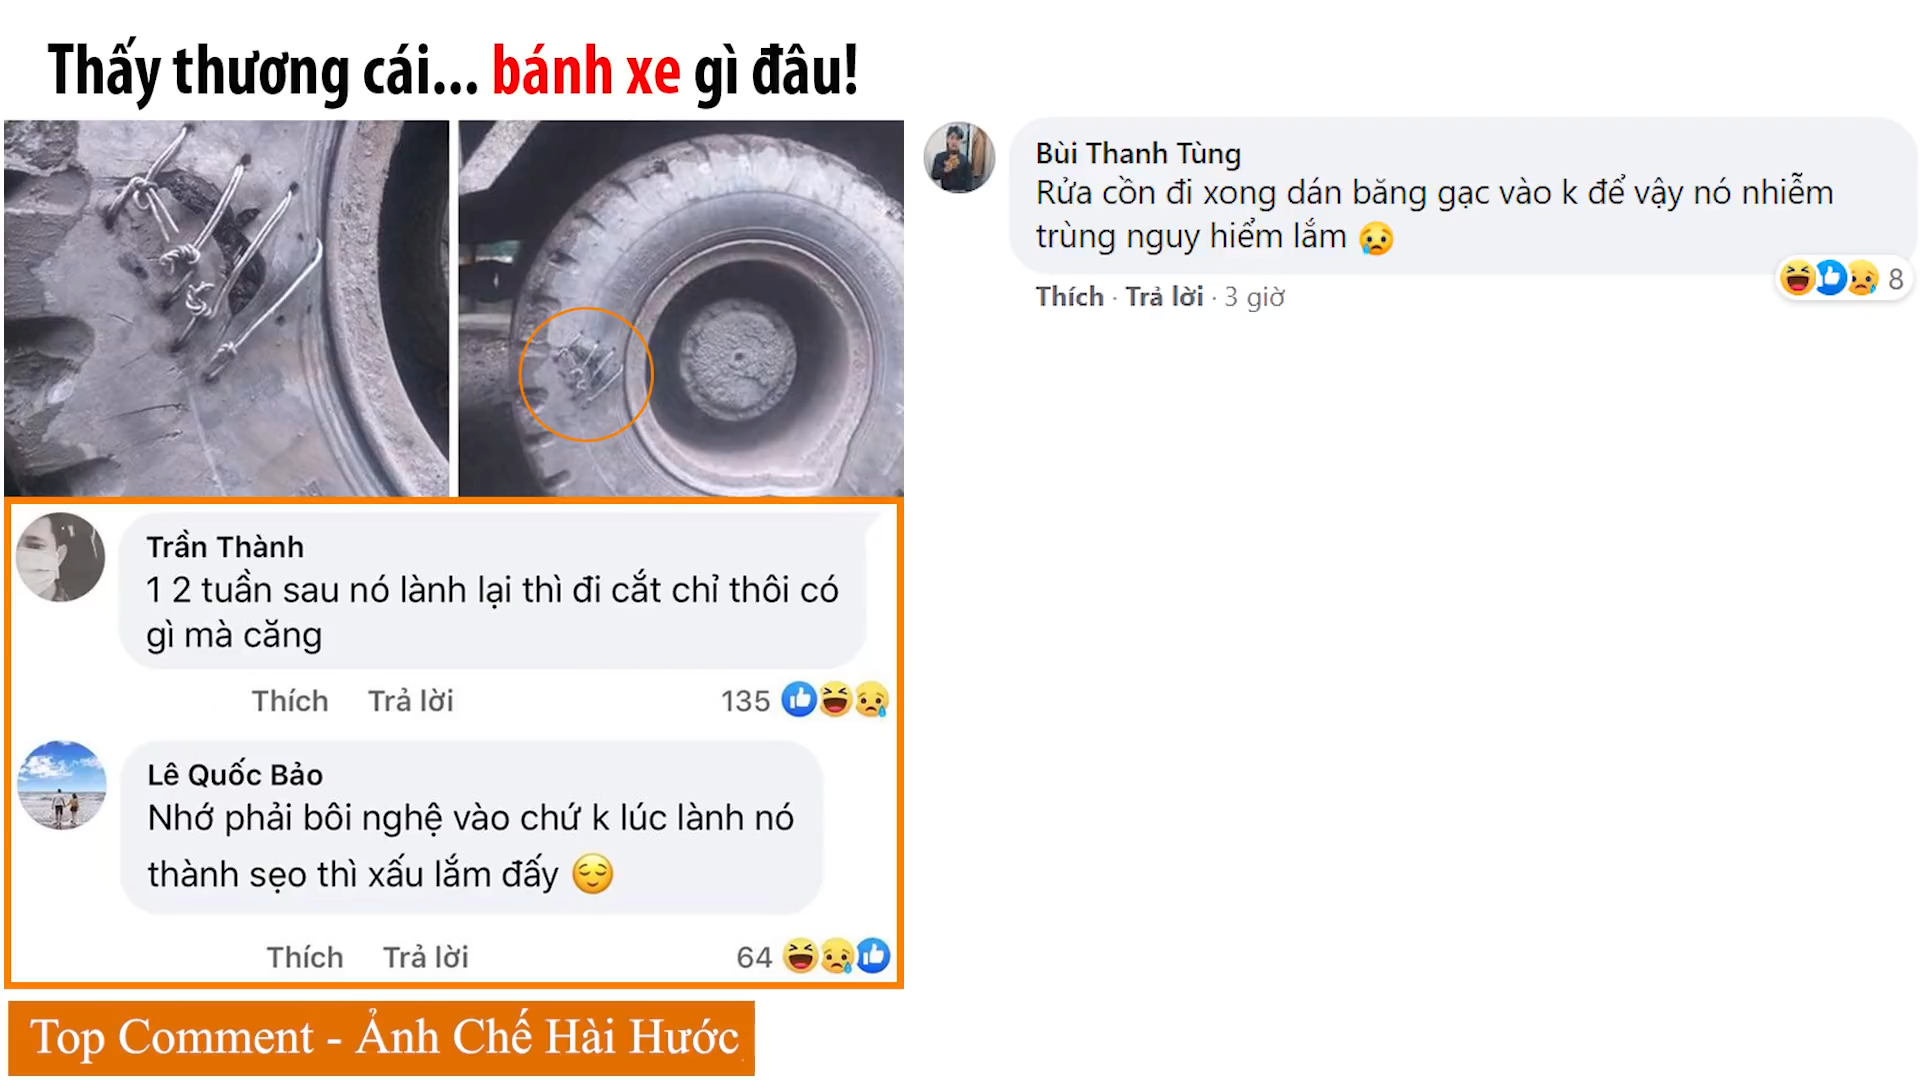 Thấy thương cái... bánh xe gì đâu!
Trần Thành
1 2 tuần sau nó lành lại thì đi cắt chỉ thôi có
gì mà căng
Thích Trả lời 135
Lê Quốc Bảo
Nhớ phải bôi nghệ vào chứ k lúc lành nó
thành sẹo thì xấu lắm đấy 😌
Thích Trả lời 64
Top Comment - Ảnh Chế Hài Hước
Bùi Thanh Tùng
Rửa cồn đi xong dán băng gạc vào k để vậy nó nhiễm
trùng nguy hiểm lắm 😢
8
Thích · Trả lời · 3 giờ